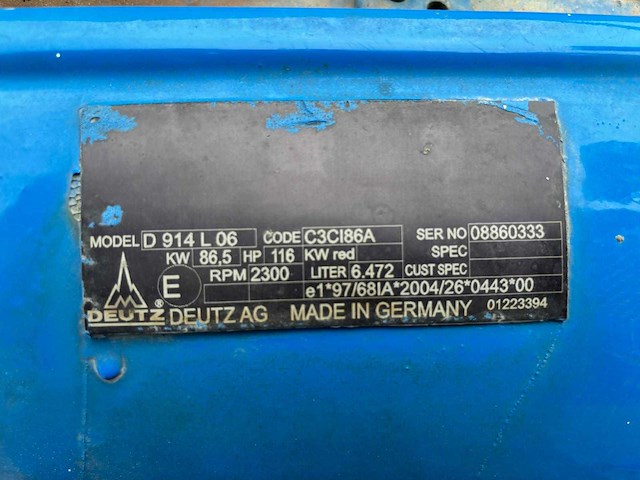 MODEL D 914 L 06 CODE C3CI86A SER NO 08860333
KW 86,5 HP 116 KW red SPEC
E RPM 2300 LITER 6.472 CUST SPEC
e1*97/68IA*2004/26*0443*00
DEUTZ® DEUTZ AG MADE IN GERMANY 01223394